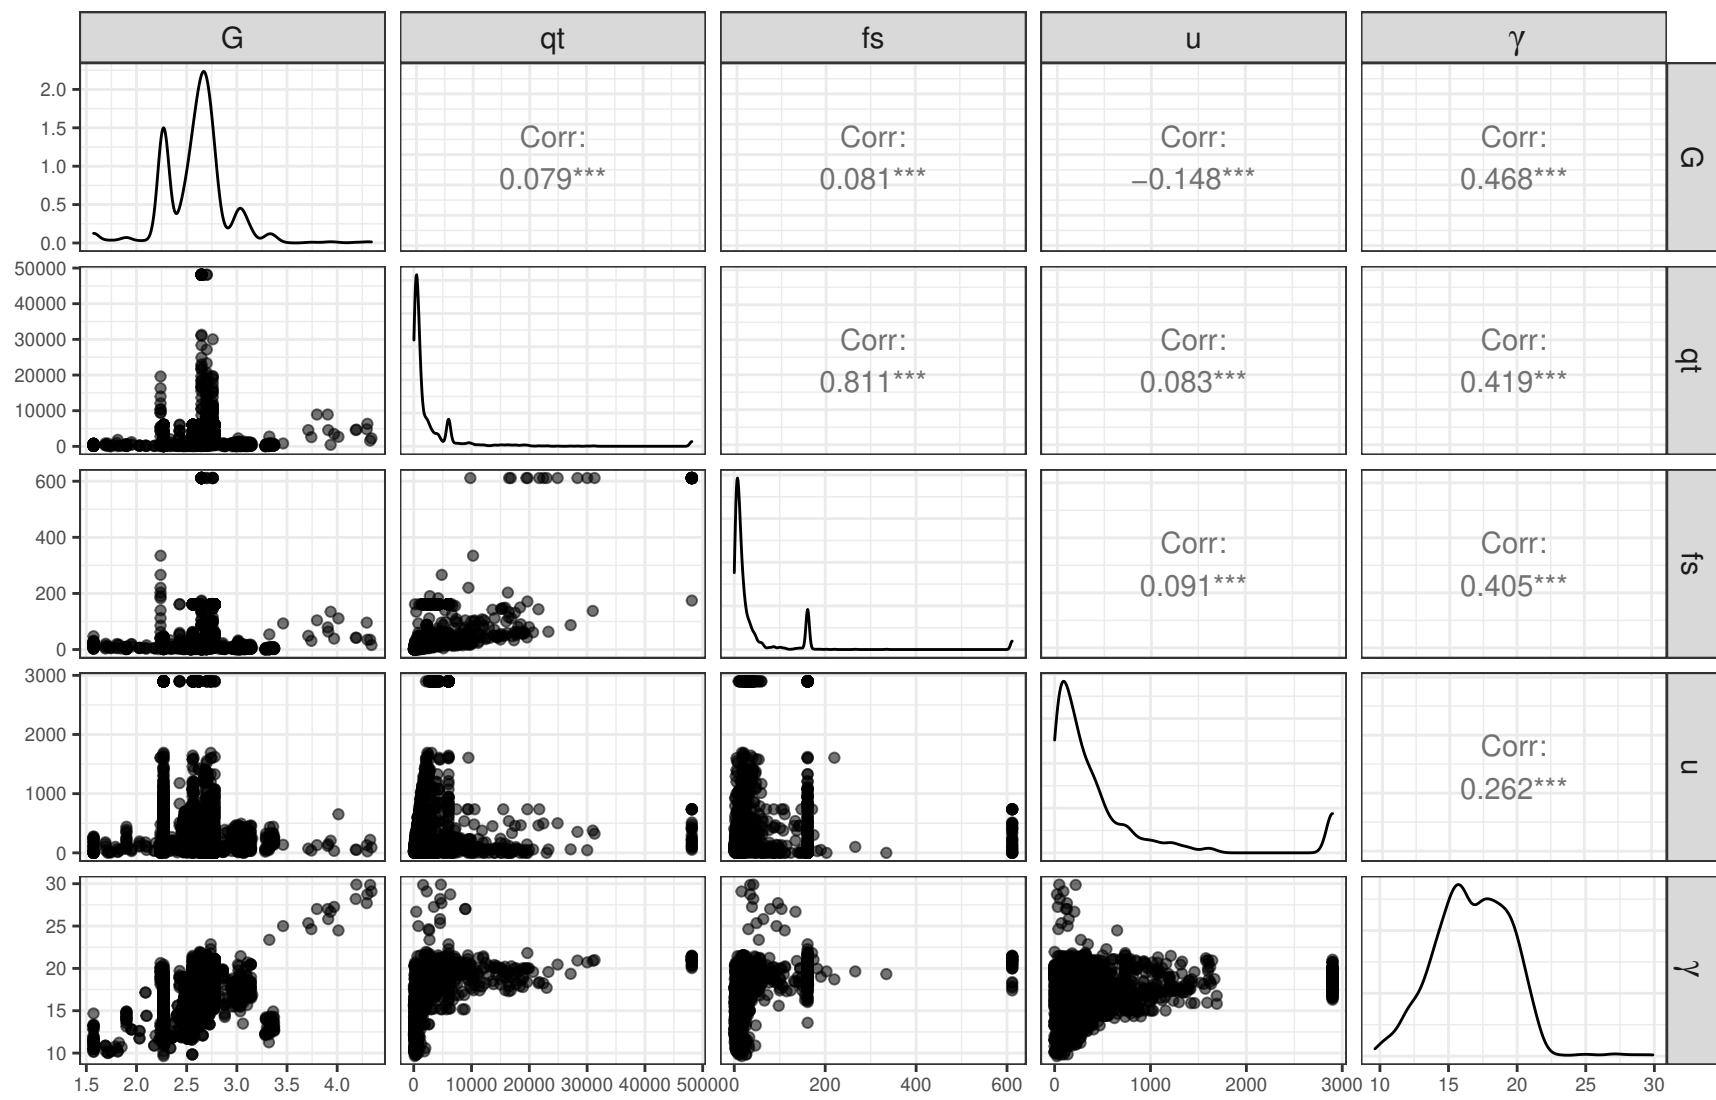 G qt fs u γ
2.0
1.5
1.0
0.5
0.0
Corr:
0.079***
Corr:
0.081***
Corr:
−0.148***
Corr:
0.468***
G
50000
40000
30000
20000
10000
0
Corr:
0.811***
Corr:
0.083***
Corr:
0.419***
qt
600
400
200
0
Corr:
0.091***
Corr:
0.405***
fs
3000
2000
1000
0
Corr:
0.262***
u
30
25
20
15
10
γ
1.5 2.0 2.5 3.0 3.5 4.0 0 10000 20000 30000 40000 50000 0 200 400 600 0 1000 2000 3000 10 15 20 25 30